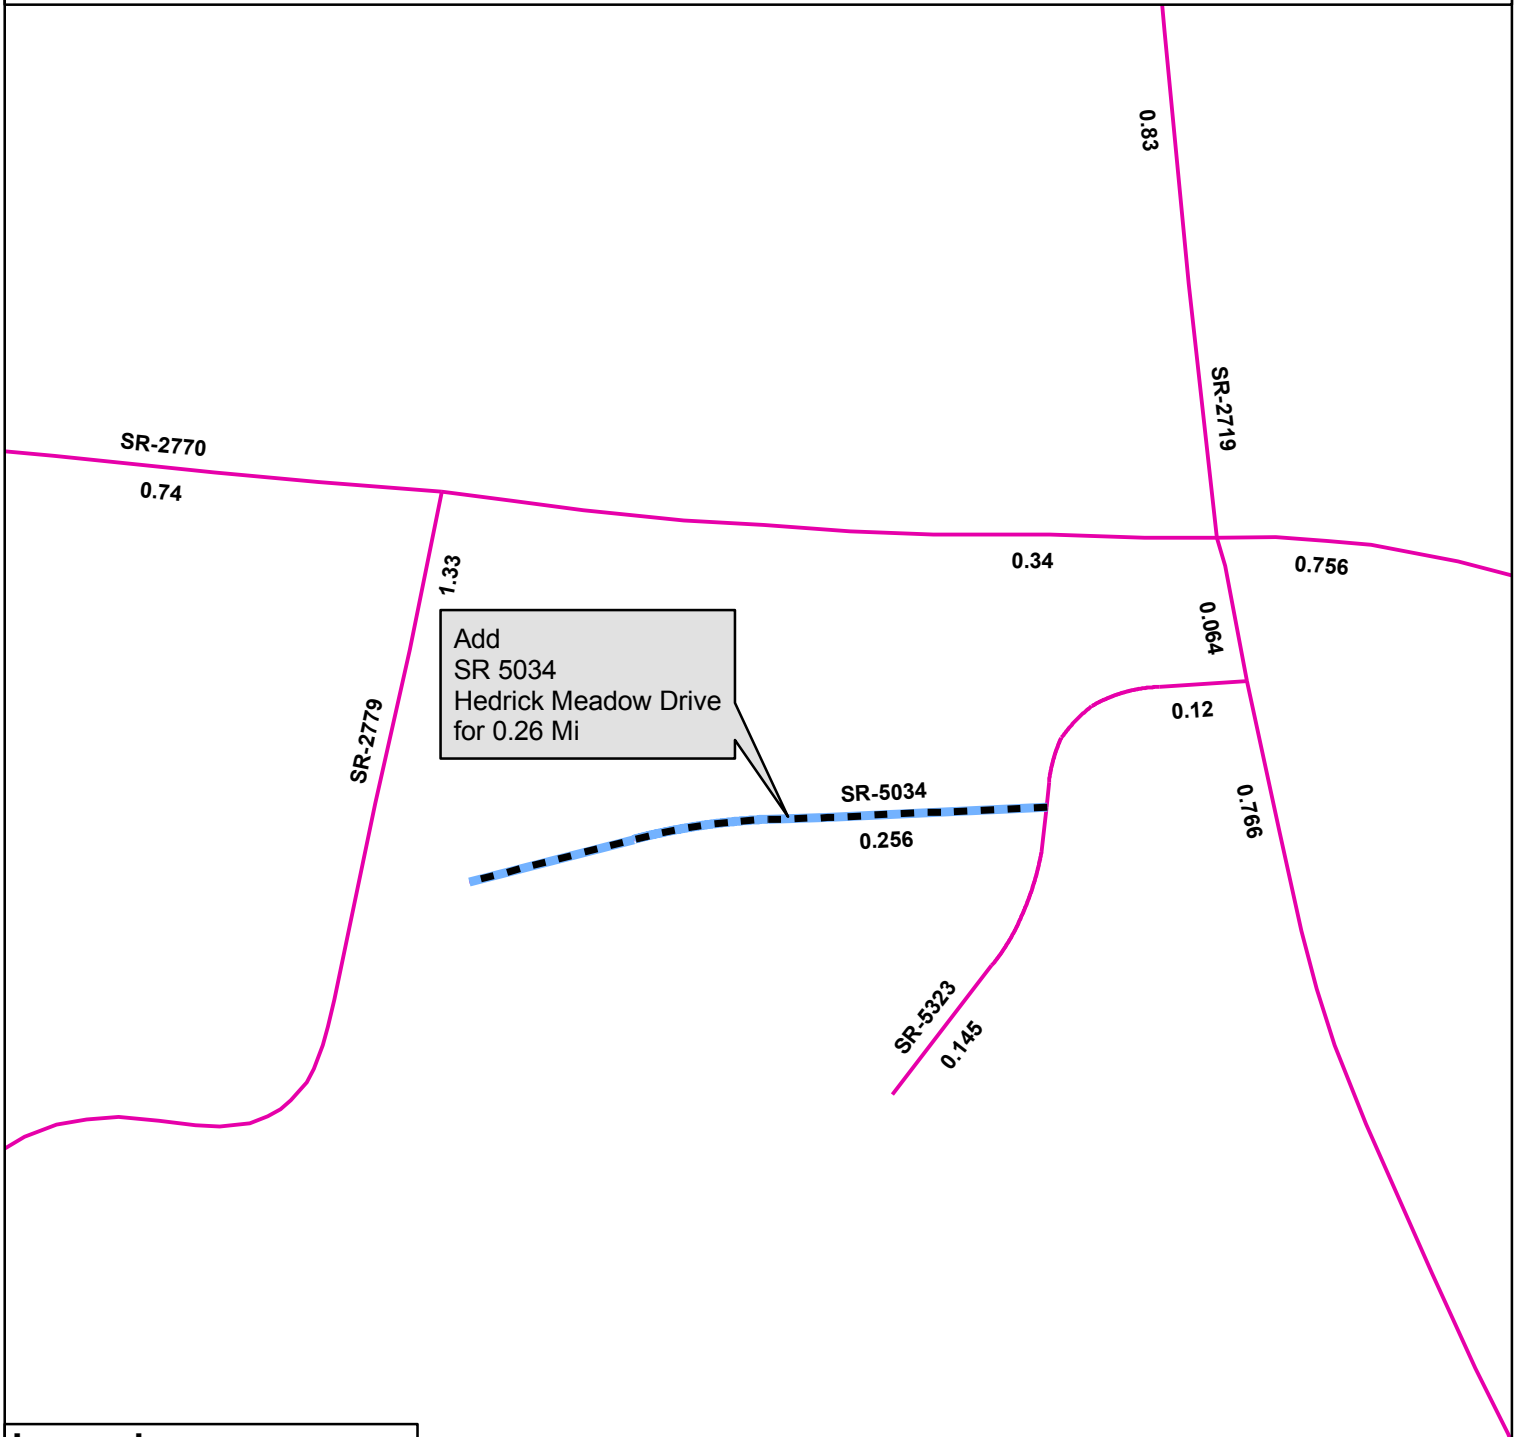 0.83
SR-2719
SR-2770
0.74
0.34
0.756
1.33
0.064
Add
SR 5034
Hedrick Meadow Drive
for 0.26 Mi
SR-2779
0.12
SR-5034
0.256
0.766
SR-5323
0.145